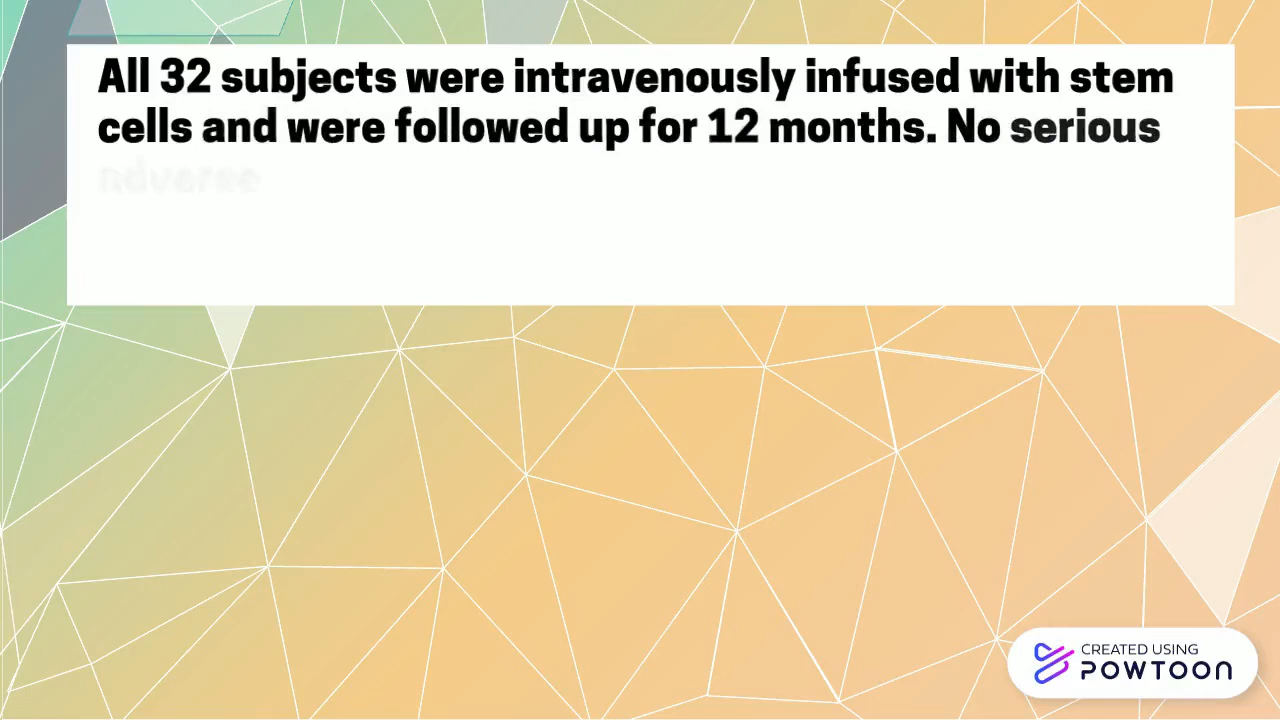 All 32 subjects were intravenously infused with stem
cells and were followed up for 12 months. No serious
adverse
CREATED USING
POWTOON